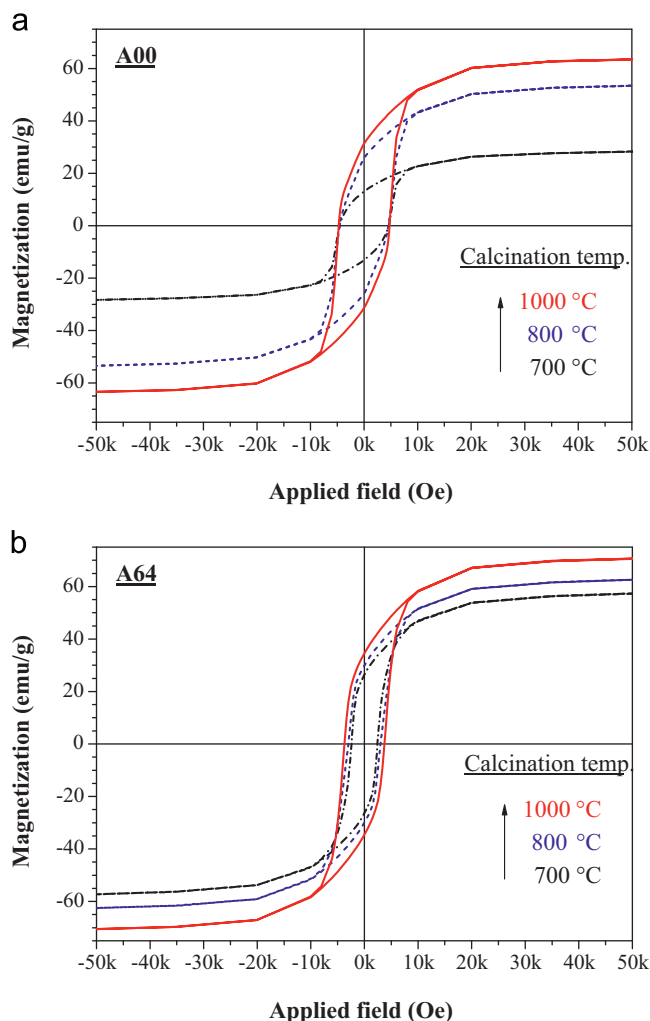 a
A00
Magnetization (emu/g)
60
40
20
0
-20
-40
-60
Calcination temp.
1000 °C
800 °C
700 °C
-50k -40k -30k -20k -10k 0k 10k 20k 30k 40k 50k
Applied field (Oe)
b
A64
Magnetization (emu/g)
60
40
20
0
-20
-40
-60
Calcination temp.
1000 °C
800 °C
700 °C
-50k -40k -30k -20k -10k 0k 10k 20k 30k 40k 50k
Applied field (Oe)